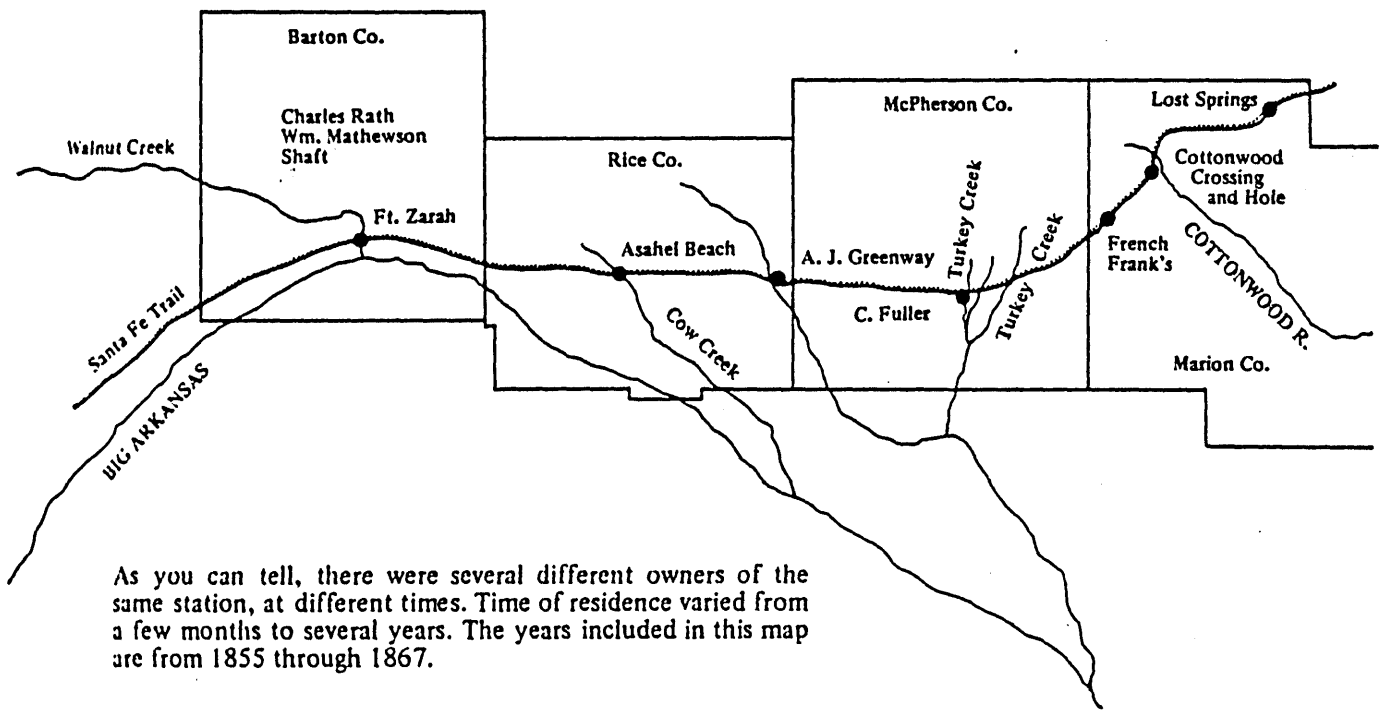 Barton Co.
Charles Rath
Wm. Mathewson
Shaft
Walnut Creek
Ft. Zarah
Santa Fe Trail
BIG ARKANSAS
Rice Co.
Asahel Beach
Cow Creek
McPherson Co.
A. J. Greenway
C. Fuller
Turkey Creek
Turkey Creek
Lost Springs
Cottonwood
Crossing
and Hole
French
Frank's
COTTONWOOD R.
Marion Co.
As you can tell, there were several different owners of the
same station, at different times. Time of residence varied from
a few months to several years. The years included in this map
are from 1855 through 1867.